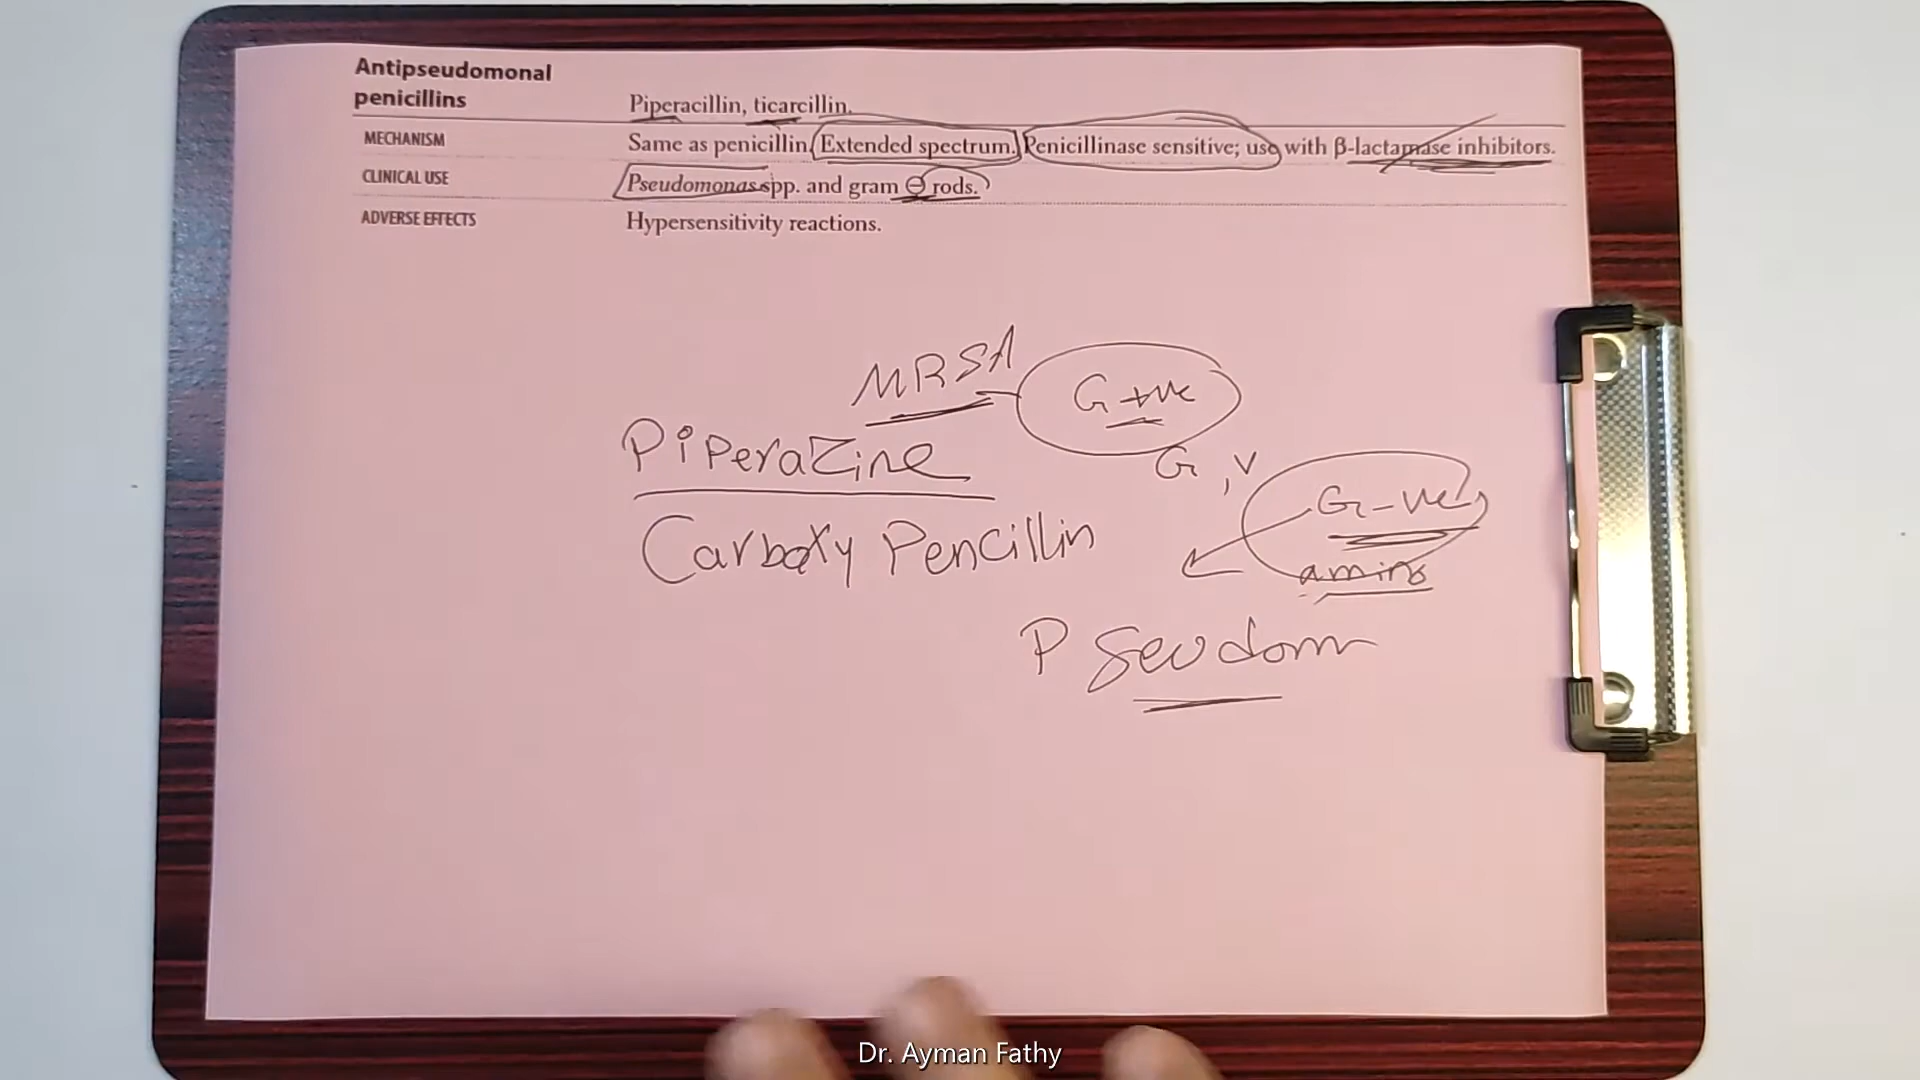 Antipseudomonal
penicillins
Piperacillin, ticarcillin.
MECHANISM
Same as penicillin. Extended spectrum. Penicillinase sensitive; use with β-lactamase inhibitors.
CLINICAL USE
Pseudomonas spp. and gram ⊖ rods.
ADVERSE EFFECTS
Hypersensitivity reactions.
MRSA
G +ve
PiPeraZine
G , V
G -ve
Carboxy Pencillin
amino
P Seudom
Dr. Ayman Fathy